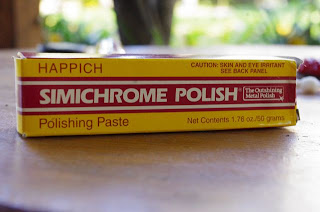 HAPPICH
CAUTION: SKIN AND EYE IRRITANT
SEE BACK PANEL
SIMICHROME POLISH®
The Outshining
Metal Polish
Polishing Paste
Net Contents 1.76 oz./50 grams